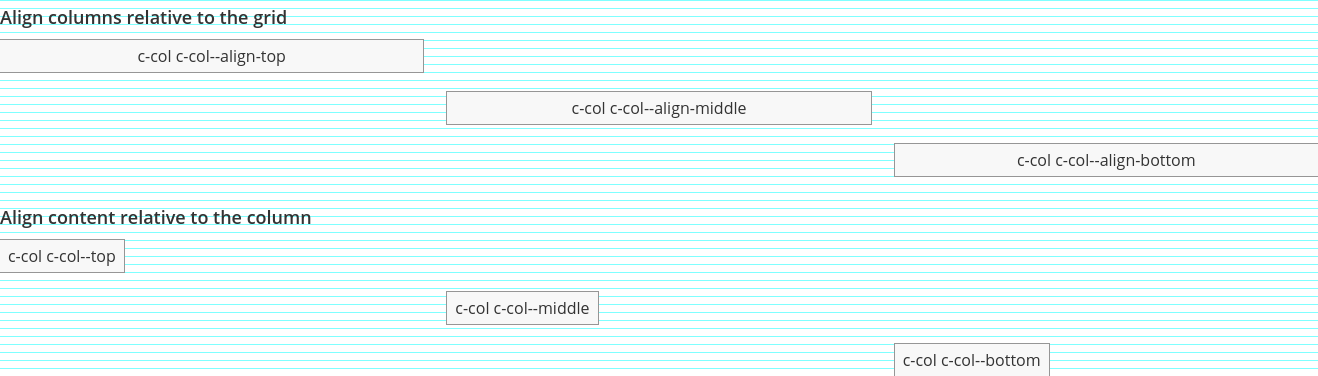 Align columns relative to the grid
c-col c-col--align-top
c-col c-col--align-middle
c-col c-col--align-bottom
Align content relative to the column
c-col c-col--top
c-col c-col--middle
c-col c-col--bottom